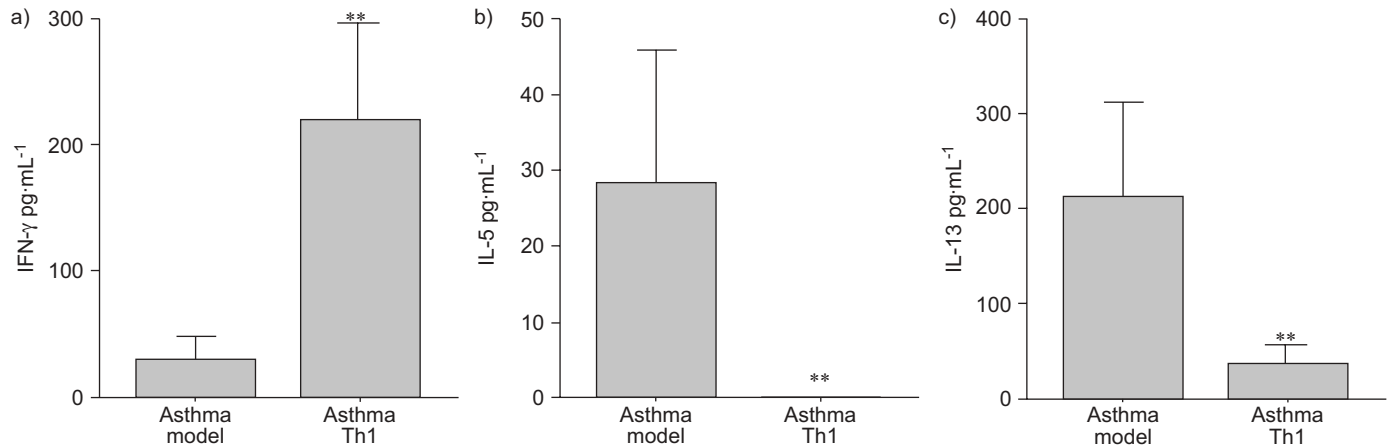 a)
300
200
100
0
IFN-γ pg·mL-1
**
Asthma model
Asthma Th1
b)
50
40
30
20
10
0
IL-5 pg·mL-1
**
Asthma model
Asthma Th1
c)
400
300
200
100
0
IL-13 pg·mL-1
**
Asthma model
Asthma Th1